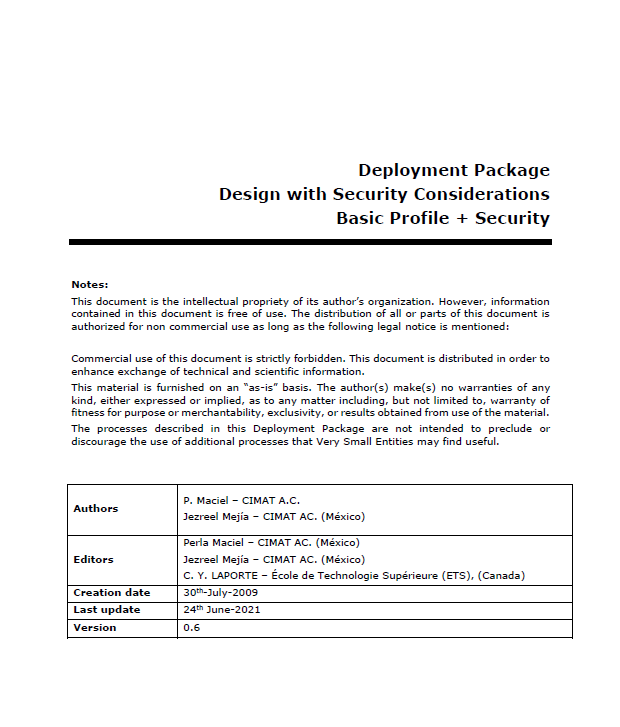 Deployment Package
Design with Security Considerations
Basic Profile + Security
Notes:
This document is the intellectual propriety of its author's organization. However, information
contained in this document is free of use. The distribution of all or parts of this document is
authorized for non commercial use as long as the following legal notice is mentioned:
Commercial use of this document is strictly forbidden. This document is distributed in order to
enhance exchange of technical and scientific information.
This material is furnished on an “as-is” basis. The author(s) make(s) no warranties of any
kind, either expressed or implied, as to any matter including, but not limited to, warranty of
fitness for purpose or merchantability, exclusivity, or results obtained from use of the material.
The processes described in this Deployment Package are not intended to preclude or
discourage the use of additional processes that Very Small Entities may find useful.
Authors
P. Maciel – CIMAT A.C.
Jezreel Mejía – CIMAT AC. (México)
Editors
Perla Maciel – CIMAT AC. (México)
Jezreel Mejía – CIMAT AC. (México)
C. Y. LAPORTE – École de Technologie Supérieure (ETS), (Canada)
Creation date 30th-July-2009
Last update 24th June-2021
Version 0.6